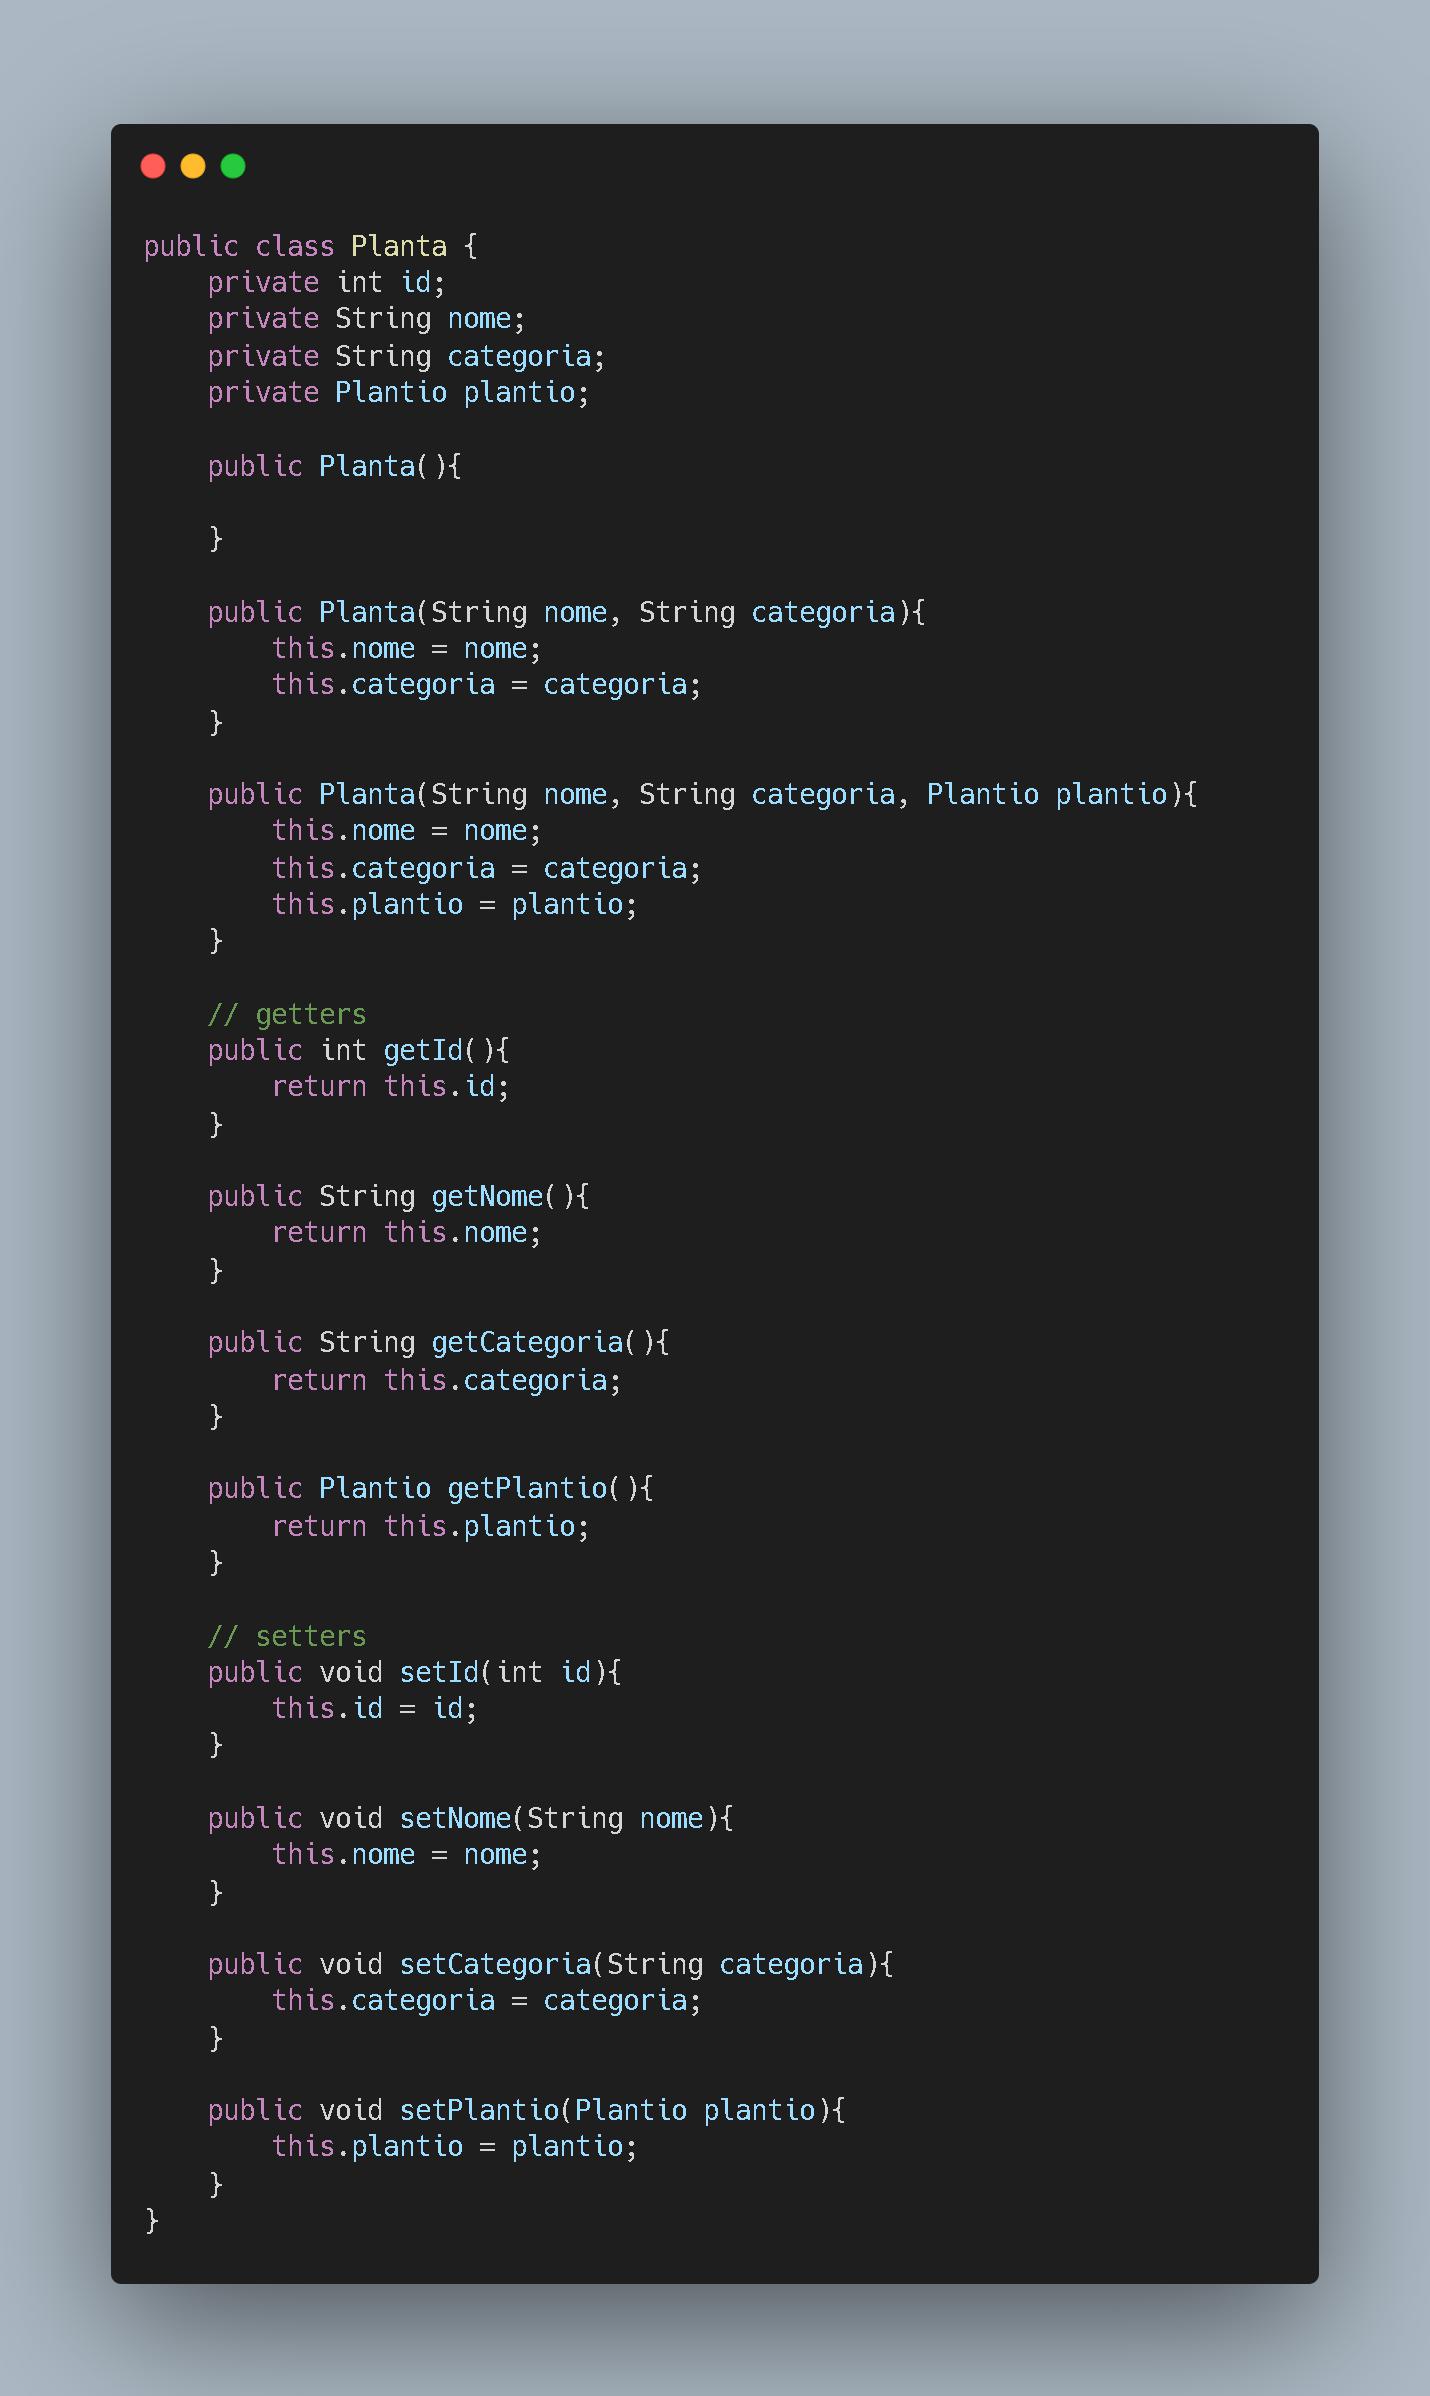 public class Planta {
    private int id;
    private String nome;
    private String categoria;
    private Plantio plantio;

    public Planta(){

    }

    public Planta(String nome, String categoria){
        this.nome = nome;
        this.categoria = categoria;
    }

    public Planta(String nome, String categoria, Plantio plantio){
        this.nome = nome;
        this.categoria = categoria;
        this.plantio = plantio;
    }

    // getters
    public int getId(){
        return this.id;
    }

    public String getNome(){
        return this.nome;
    }

    public String getCategoria(){
        return this.categoria;
    }

    public Plantio getPlantio(){
        return this.plantio;
    }

    // setters
    public void setId(int id){
        this.id = id;
    }

    public void setNome(String nome){
        this.nome = nome;
    }

    public void setCategoria(String categoria){
        this.categoria = categoria;
    }

    public void setPlantio(Plantio plantio){
        this.plantio = plantio;
    }
}